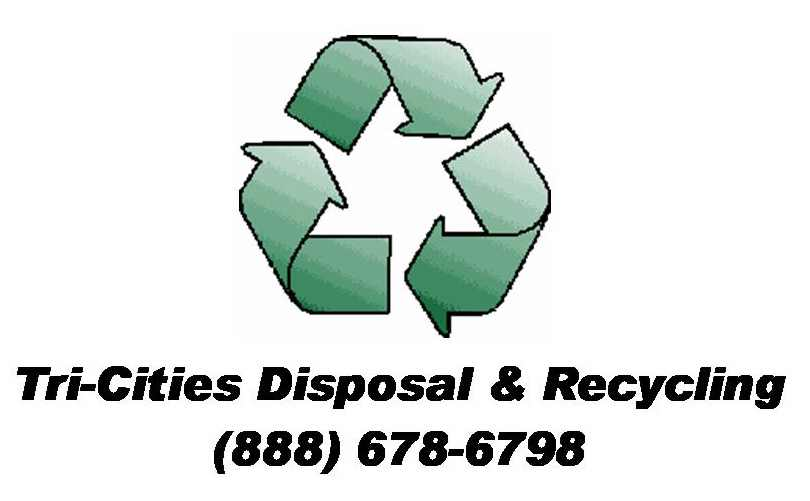 Tri-Cities Disposal & Recycling
(888) 678-6798